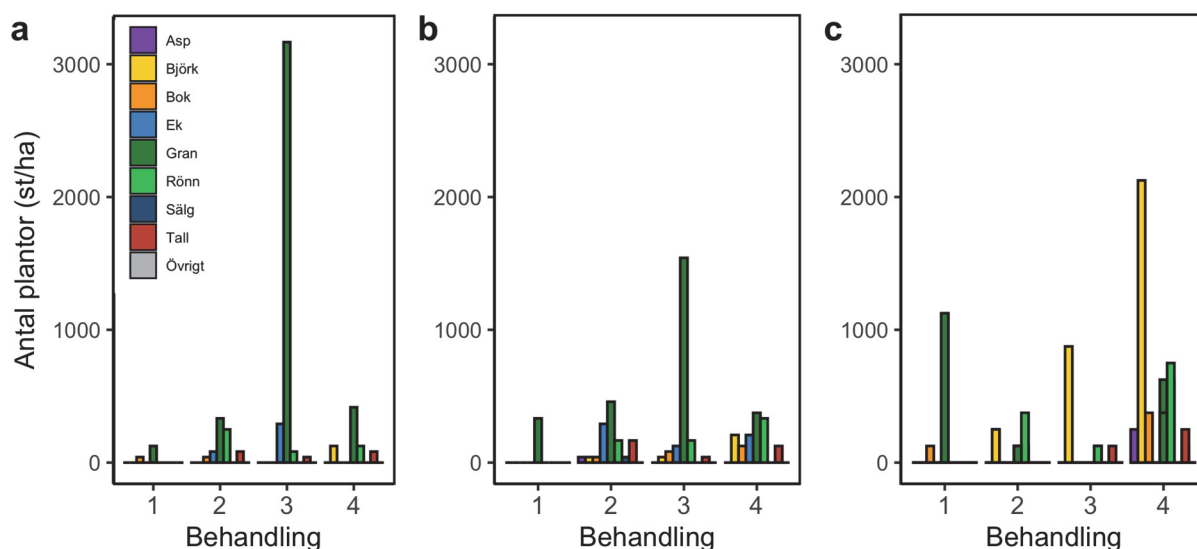 a
b
c
Antal plantor (st/ha)
3000
2000
1000
0
Asp
Björk
Bok
Ek
Gran
Rönn
Sälg
Tall
Övrigt
1 2 3 4
Behandling
3000
2000
1000
0
1 2 3 4
Behandling
3000
2000
1000
0
1 2 3 4
Behandling